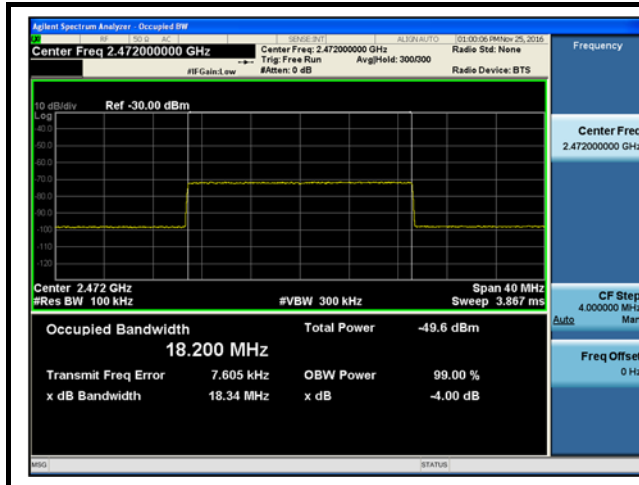 Agilent Spectrum Analyzer - Occupied BW
RF 50 Ω AC SENSE:INT ALIGN AUTO 01:00:06 PM Nov 25, 2016
Center Freq 2.472000000 GHz Center Freq: 2.472000000 GHz Radio Std: None
Trig: Free Run Avg|Hold: 300/300
#IFGain:Low #Atten: 0 dB Radio Device: BTS
Frequency
10 dB/div Ref -30.00 dBm
Log
-40.0
-50.0
-60.0
-70.0
-80.0
-90.0
-100
-110
-120
Center 2.472 GHz Span 40 MHz
#Res BW 100 kHz #VBW 300 kHz Sweep 3.867 ms
Occupied Bandwidth Total Power -49.6 dBm
18.200 MHz
Transmit Freq Error 7.605 kHz OBW Power 99.00 %
x dB Bandwidth 18.34 MHz x dB -4.00 dB
Center Freq
2.472000000 GHz
CF Step
4.000000 MHz
Auto Man
Freq Offset
0 Hz
MSG STATUS